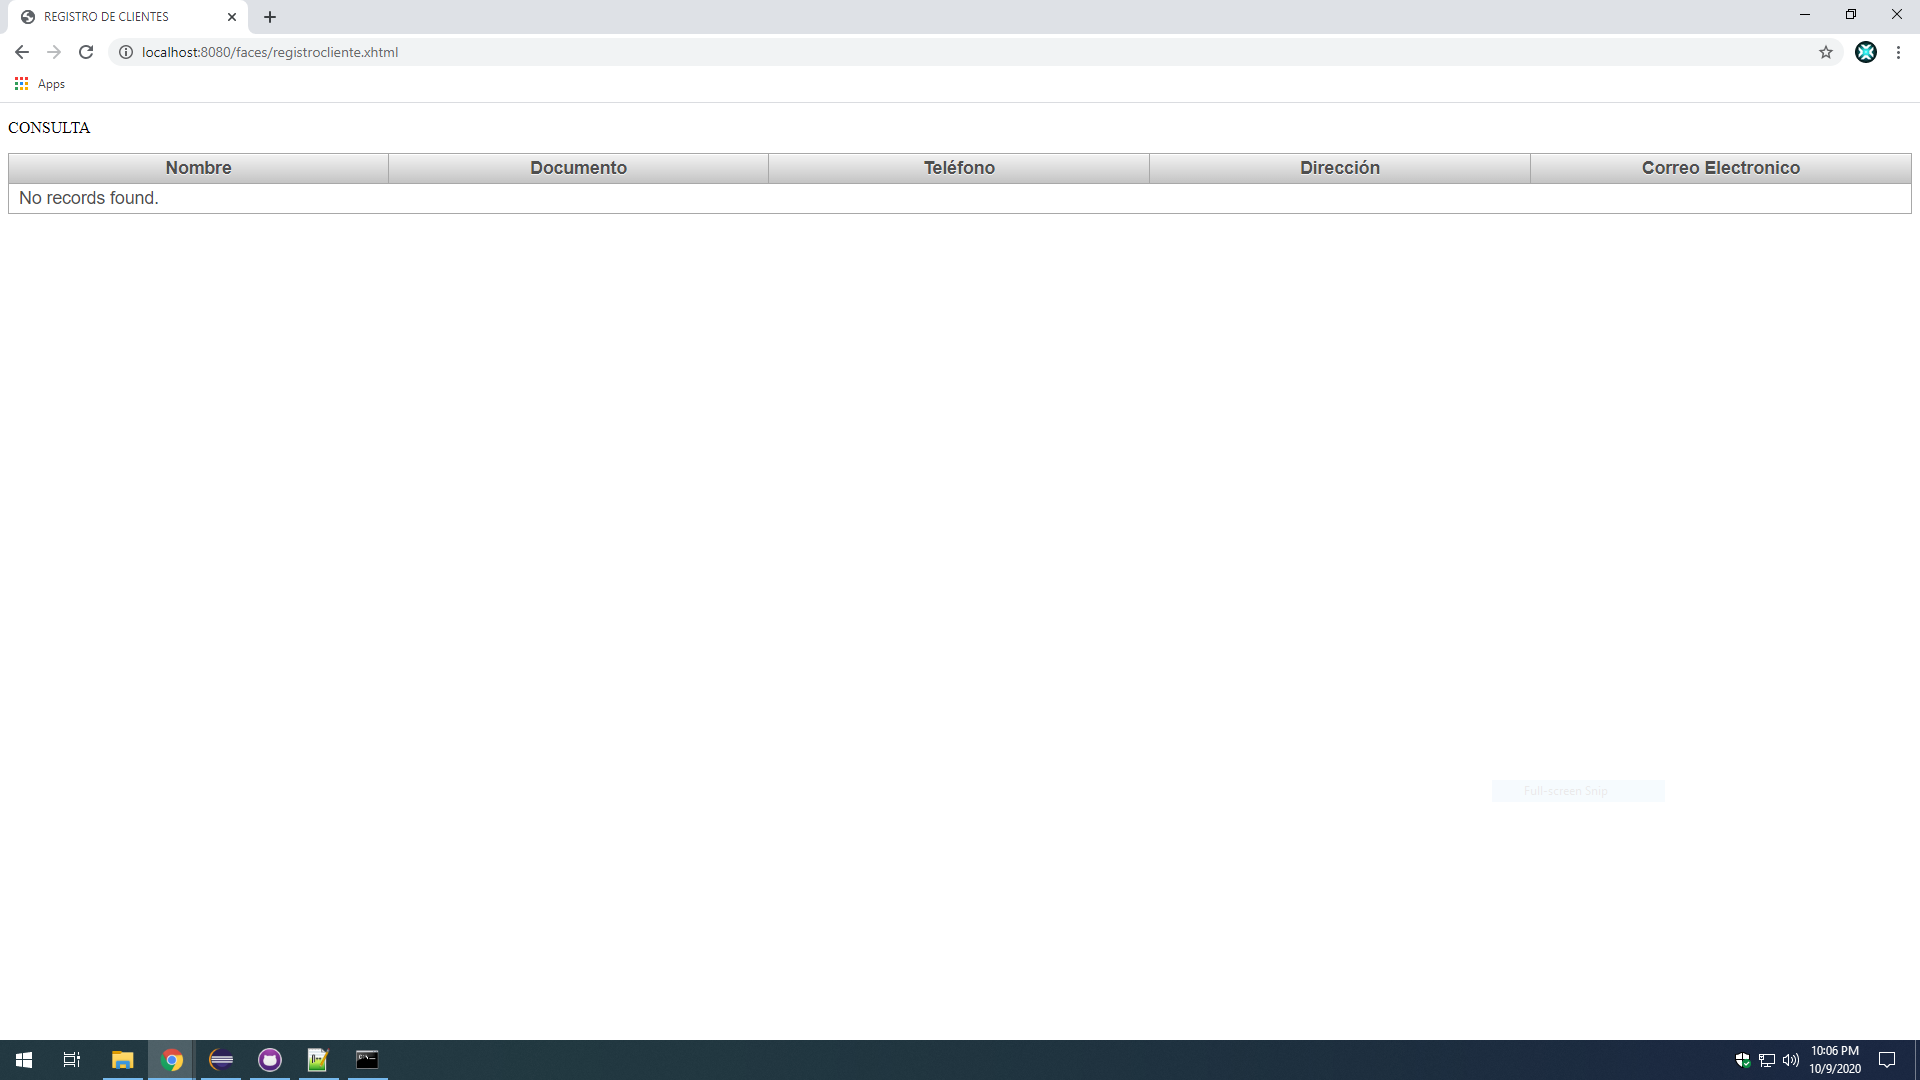 REGISTRO DE CLIENTES
localhost:8080/faces/registrocliente.xhtml
Apps
CONSULTA
Nombre Documento Teléfono Dirección Correo Electronico
No records found.
Full-screen Snip
10:06 PM
10/9/2020